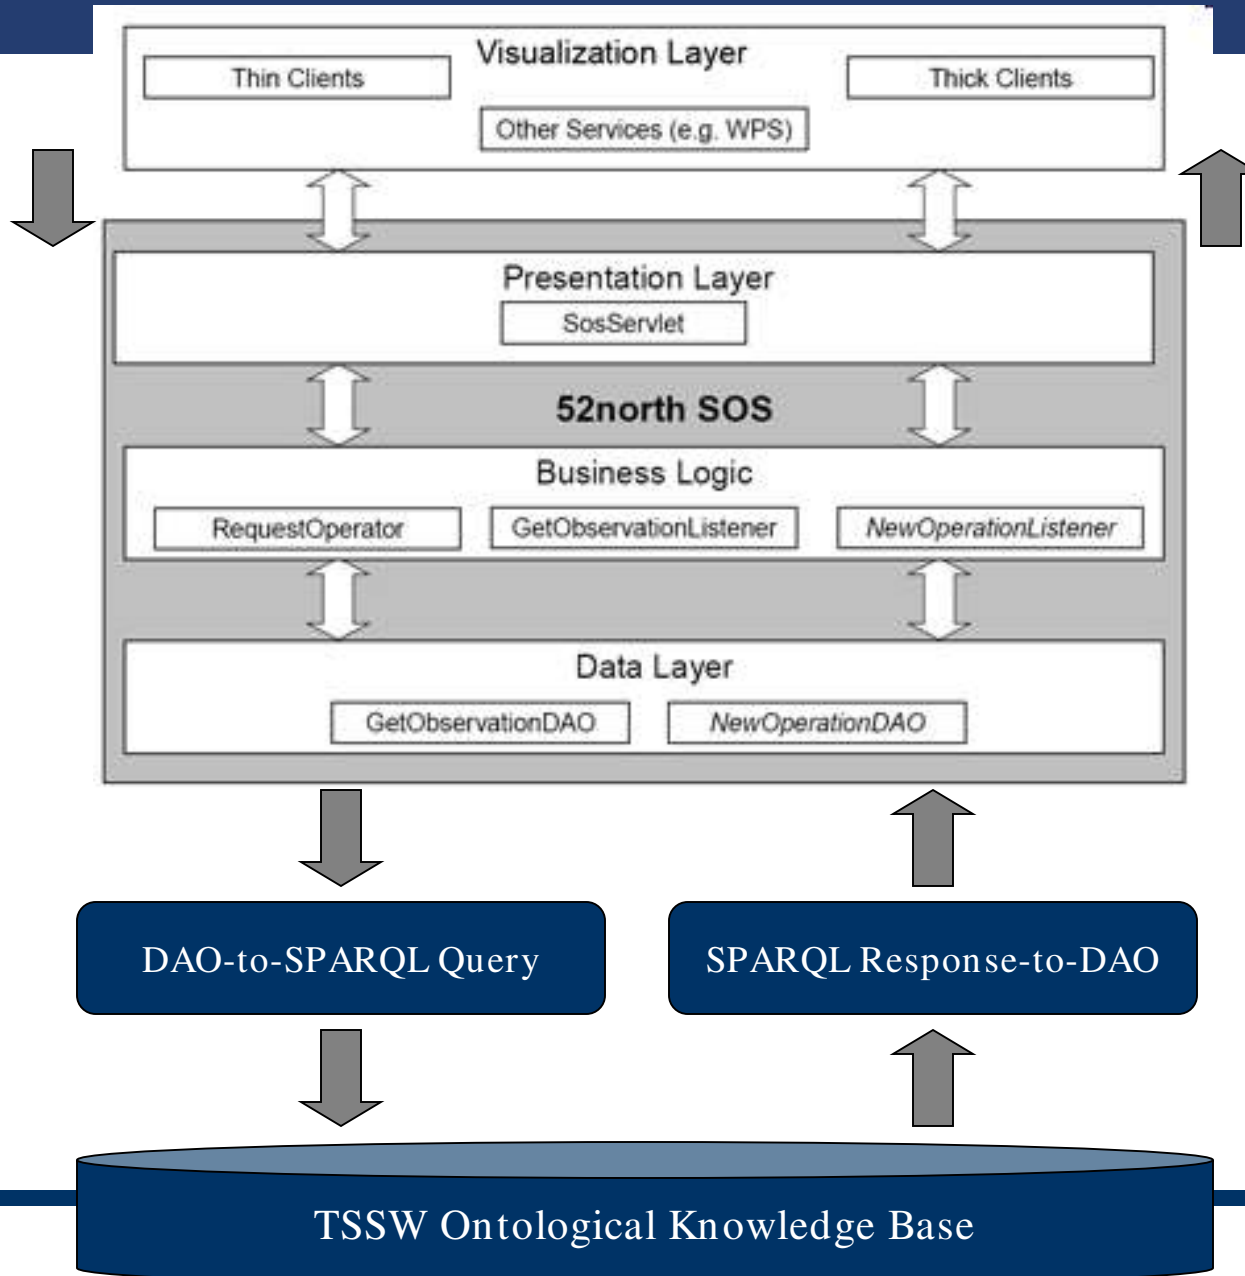 Visualization Layer
Thin Clients
Thick Clients
Other Services (e.g. WPS)
Presentation Layer
SosServlet
52north SOS
Business Logic
RequestOperator
GetObservationListener
NewOperationListener
Data Layer
GetObservationDAO
NewOperationDAO
DAO-to-SPARQL Query
SPARQL Response-to-DAO
TSSW Ontological Knowledge Base